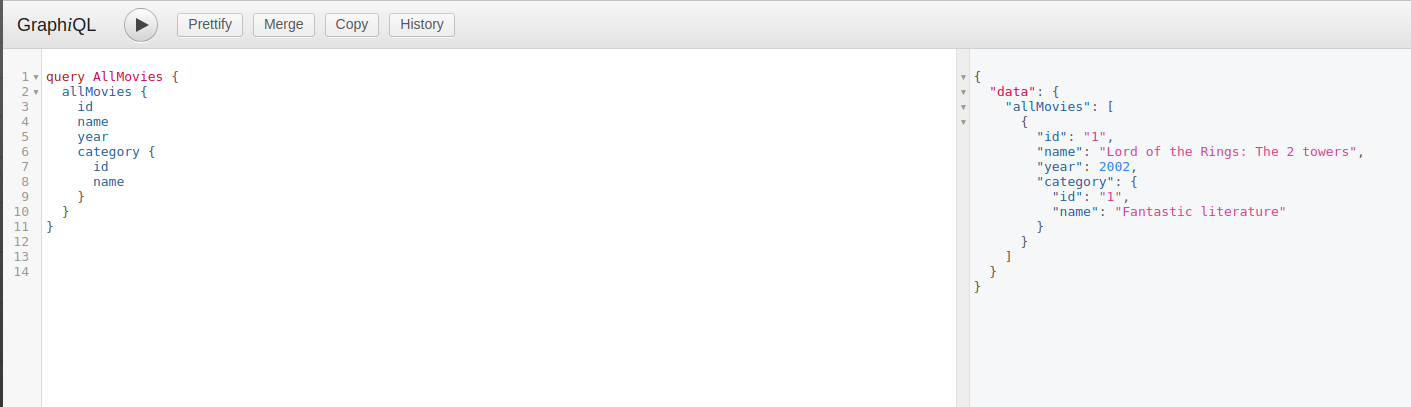 GraphiQL Prettify Merge Copy History
1 query AllMovies {
2   allMovies {
3     id
4     name
5     year
6     category {
7       id
8       name
9     }
10   }
11 }
12
13
14
{
  "data": {
    "allMovies": [
      {
        "id": "1",
        "name": "Lord of the Rings: The 2 towers",
        "year": 2002,
        "category": {
          "id": "1",
          "name": "Fantastic literature"
        }
      }
    ]
  }
}